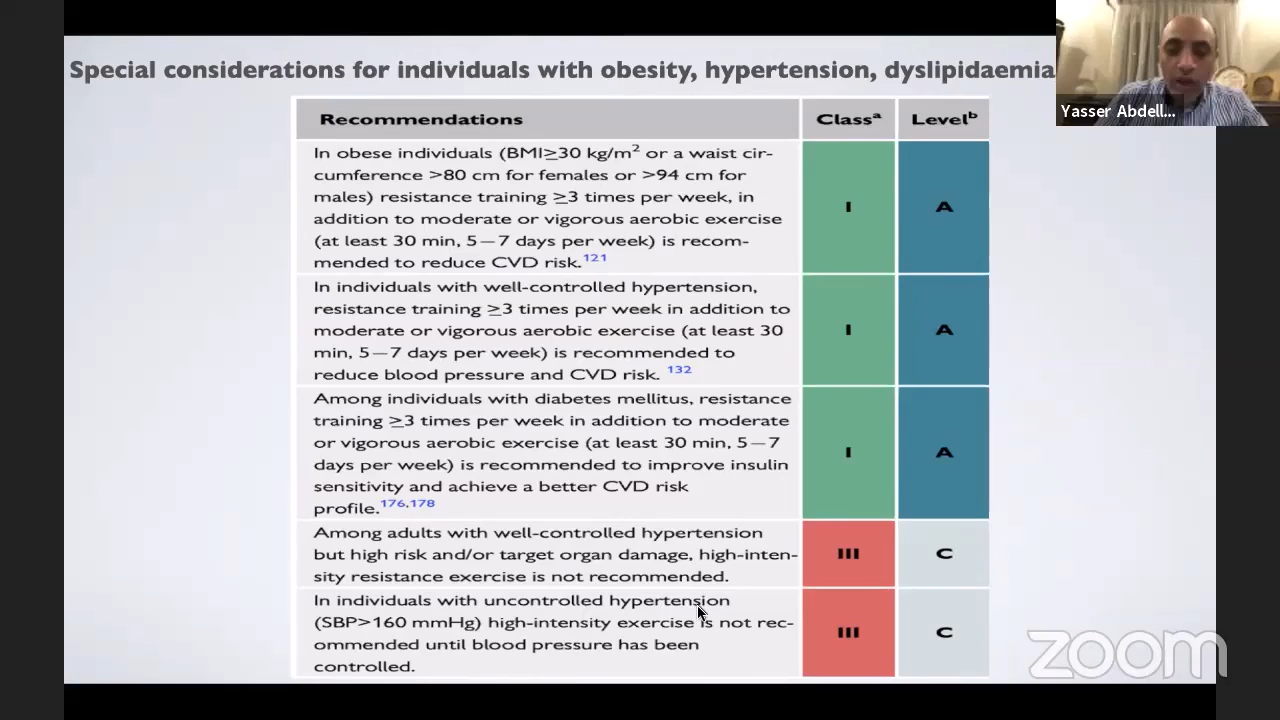 Special considerations for individuals with obesity, hypertension, dyslipidaemia
Yasser Abdell...
Recommendations Classᵃ Levelᵇ
In obese individuals (BMI≥30 kg/m² or a waist cir-
cumference >80 cm for females or >94 cm for
males) resistance training ≥3 times per week, in
addition to moderate or vigorous aerobic exercise
(at least 30 min, 5–7 days per week) is recom-
mended to reduce CVD risk.¹²¹
I A
In individuals with well-controlled hypertension,
resistance training ≥3 times per week in addition to
moderate or vigorous aerobic exercise (at least 30
min, 5–7 days per week) is recommended to
reduce blood pressure and CVD risk. ¹³²
I A
Among individuals with diabetes mellitus, resistance
training ≥3 times per week in addition to moderate
or vigorous aerobic exercise (at least 30 min, 5–7
days per week) is recommended to improve insulin
sensitivity and achieve a better CVD risk
profile.¹⁷⁶,¹⁷⁸
I A
Among adults with well-controlled hypertension
but high risk and/or target organ damage, high-inten-
sity resistance exercise is not recommended.
III C
In individuals with uncontrolled hypertension
(SBP>160 mmHg) high-intensity exercise is not rec-
ommended until blood pressure has been
controlled.
III C
zoom